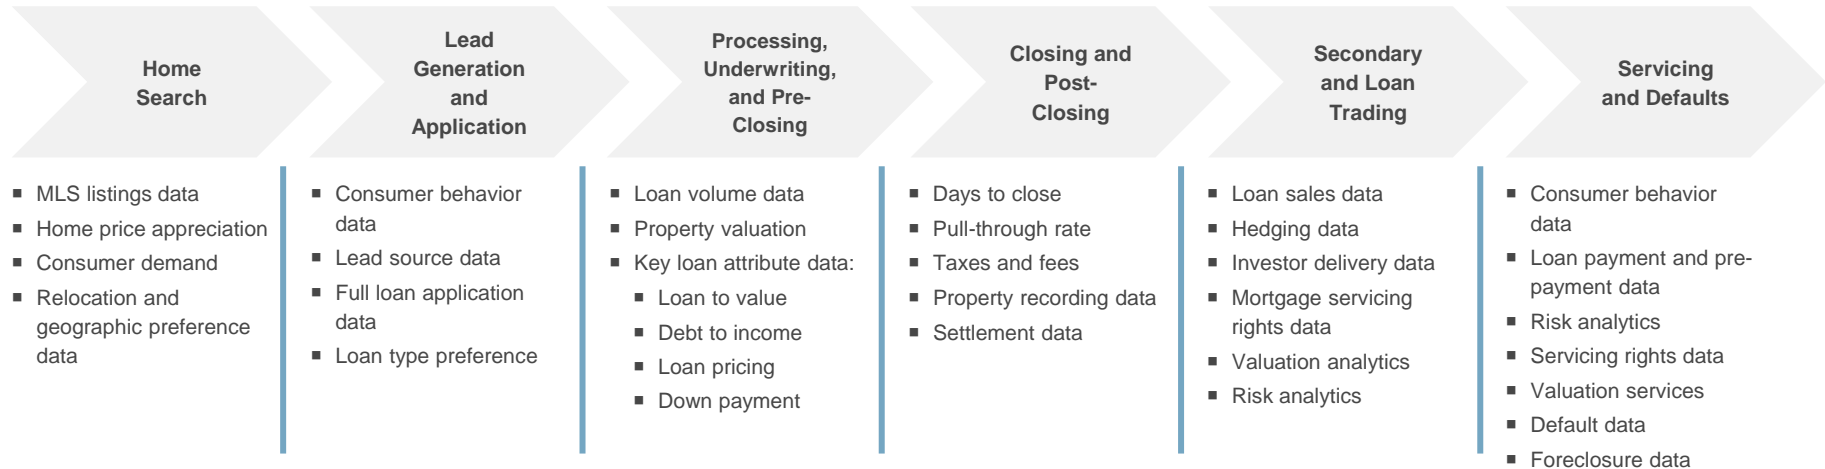 Home
Search
Lead
Generation
and
Application
Processing,
Underwriting,
and Pre-
Closing
Closing and
Post-
Closing
Secondary
and Loan
Trading
Servicing
and Defaults
▪ MLS listings data
▪ Home price appreciation
▪ Consumer demand
▪ Relocation and
geographic preference
data
▪ Consumer behavior
data
▪ Lead source data
▪ Full loan application
data
▪ Loan type preference
▪ Loan volume data
▪ Property valuation
▪ Key loan attribute data:
▪ Loan to value
▪ Debt to income
▪ Loan pricing
▪ Down payment
▪ Days to close
▪ Pull-through rate
▪ Taxes and fees
▪ Property recording data
▪ Settlement data
▪ Loan sales data
▪ Hedging data
▪ Investor delivery data
▪ Mortgage servicing
rights data
▪ Valuation analytics
▪ Risk analytics
▪ Consumer behavior
data
▪ Loan payment and pre-
payment data
▪ Risk analytics
▪ Servicing rights data
▪ Valuation services
▪ Default data
▪ Foreclosure data